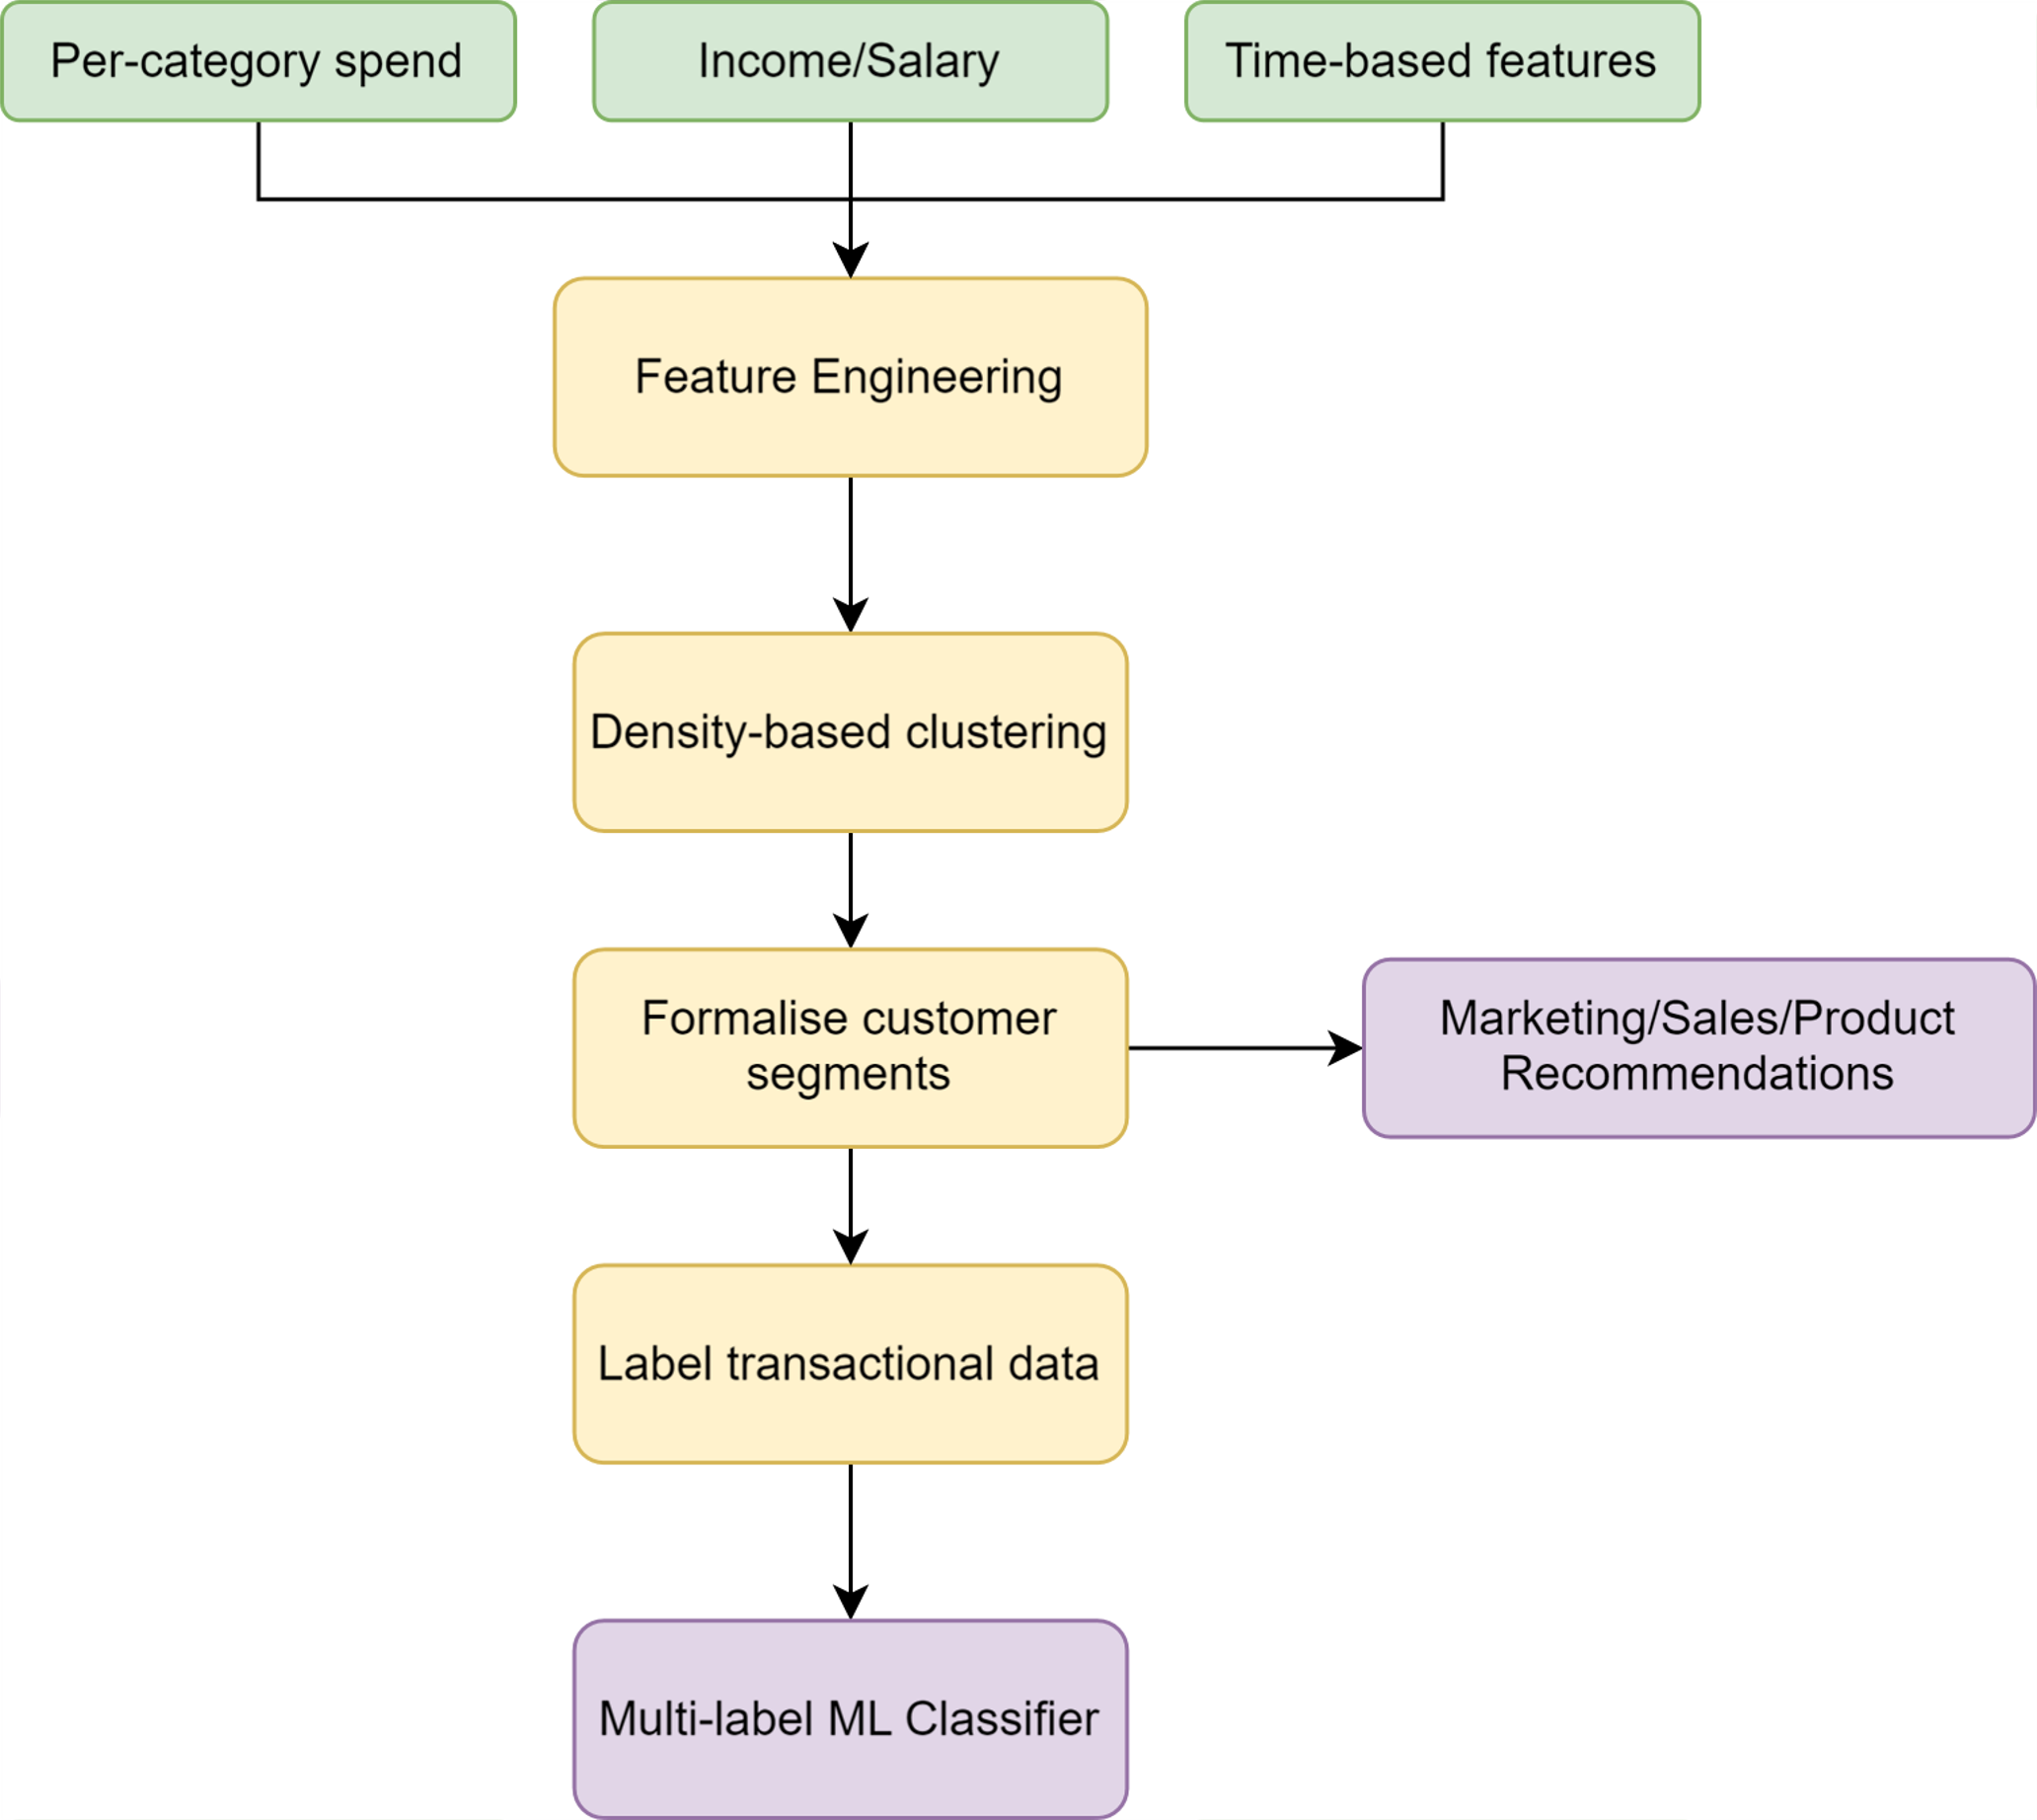 Per-category spend
Income/Salary
Time-based features
Feature Engineering
Density-based clustering
Formalise customer
segments
Marketing/Sales/Product
Recommendations
Label transactional data
Multi-label ML Classifier